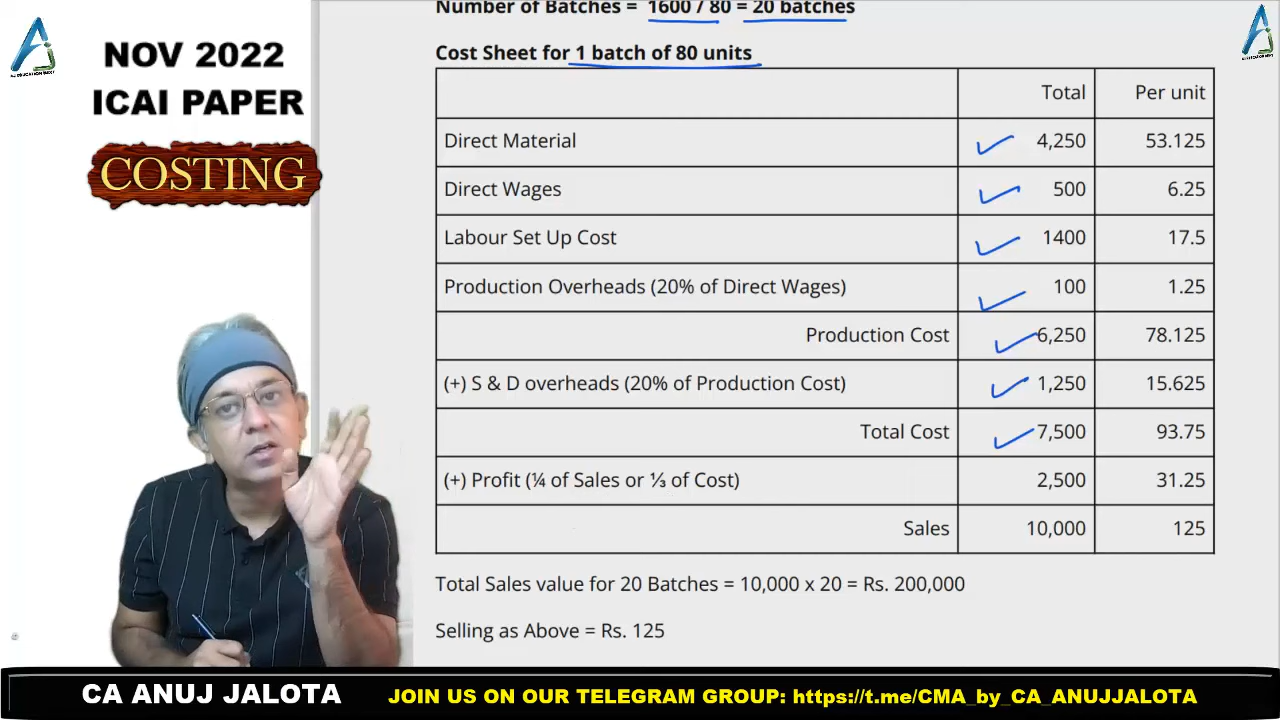 Number of Batches = 1600 / 80 = 20 batches
Cost Sheet for 1 batch of 80 units
NOV 2022
ICAI PAPER
COSTING
Total Per unit
Direct Material 4,250 53.125
Direct Wages 500 6.25
Labour Set Up Cost 1400 17.5
Production Overheads (20% of Direct Wages) 100 1.25
Production Cost 6,250 78.125
(+) S & D overheads (20% of Production Cost) 1,250 15.625
Total Cost 7,500 93.75
(+) Profit (¼ of Sales or ⅓ of Cost) 2,500 31.25
Sales 10,000 125
Total Sales value for 20 Batches = 10,000 x 20 = Rs. 200,000
Selling as Above = Rs. 125
CA ANUJ JALOTA
JOIN US ON OUR TELEGRAM GROUP: https://t.me/CMA_by_CA_ANUJJALOTA